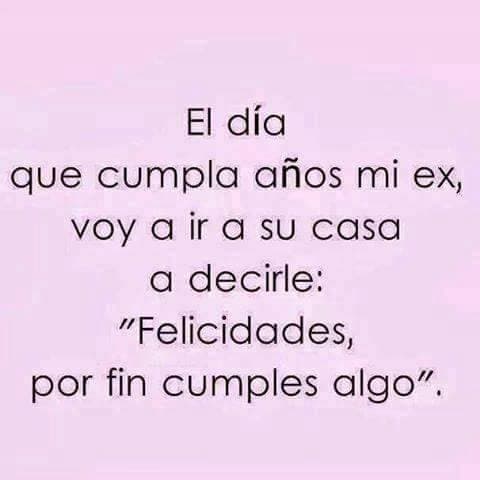 El día
que cumpla años mi ex,
voy a ir a su casa
a decirle:
"Felicidades,
por fin cumples algo".